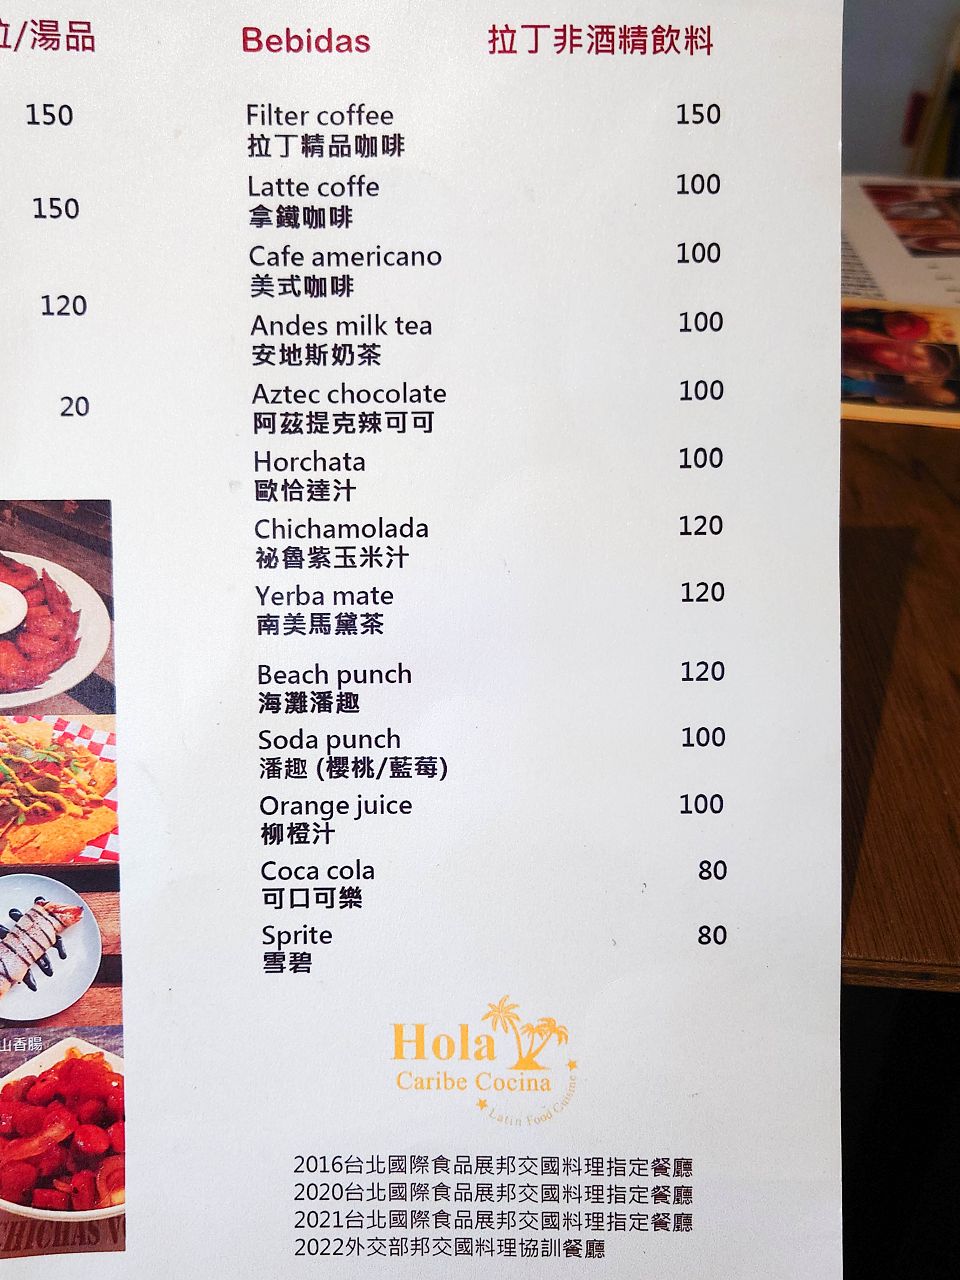 /湯品
150
150
120
20
Bebidas 拉丁非酒精飲料
Filter coffee 150
拉丁精品咖啡
Latte coffe 100
拿鐵咖啡
Cafe americano 100
美式咖啡
Andes milk tea 100
安地斯奶茶
Aztec chocolate 100
阿茲提克辣可可
Horchata 100
歐恰達汁
Chichamolada 120
祕魯紫玉米汁
Yerba mate 120
南美馬黛茶
Beach punch 120
海灘潘趣
Soda punch 100
潘趣 (櫻桃/藍莓)
Orange juice 100
柳橙汁
Coca cola 80
可口可樂
Sprite 80
雪碧
山香腸
Hola
Caribe Cocina
Latin Food Cuisine
2016台北國際食品展邦交國料理指定餐廳
2020台北國際食品展邦交國料理指定餐廳
2021台北國際食品展邦交國料理指定餐廳
2022外交部邦交國料理協訓餐廳